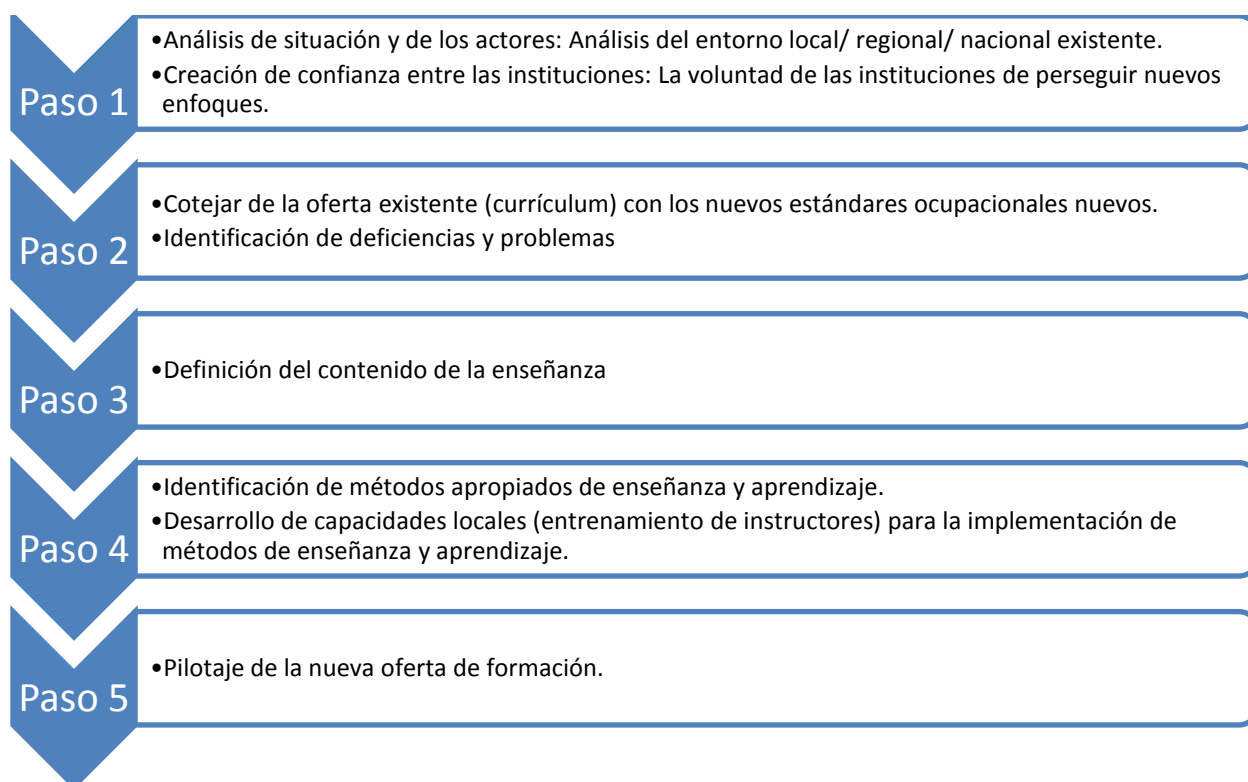 Paso 1
•Análisis de situación y de los actores: Análisis del entorno local/ regional/ nacional existente.
•Creación de confianza entre las instituciones: La voluntad de las instituciones de perseguir nuevos
enfoques.
Paso 2
•Cotejar de la oferta existente (currículum) con los nuevos estándares ocupacionales nuevos.
•Identificación de deficiencias y problemas
Paso 3
•Definición del contenido de la enseñanza
Paso 4
•Identificación de métodos apropiados de enseñanza y aprendizaje.
•Desarrollo de capacidades locales (entrenamiento de instructores) para la implementación de
métodos de enseñanza y aprendizaje.
Paso 5
•Pilotaje de la nueva oferta de formación.